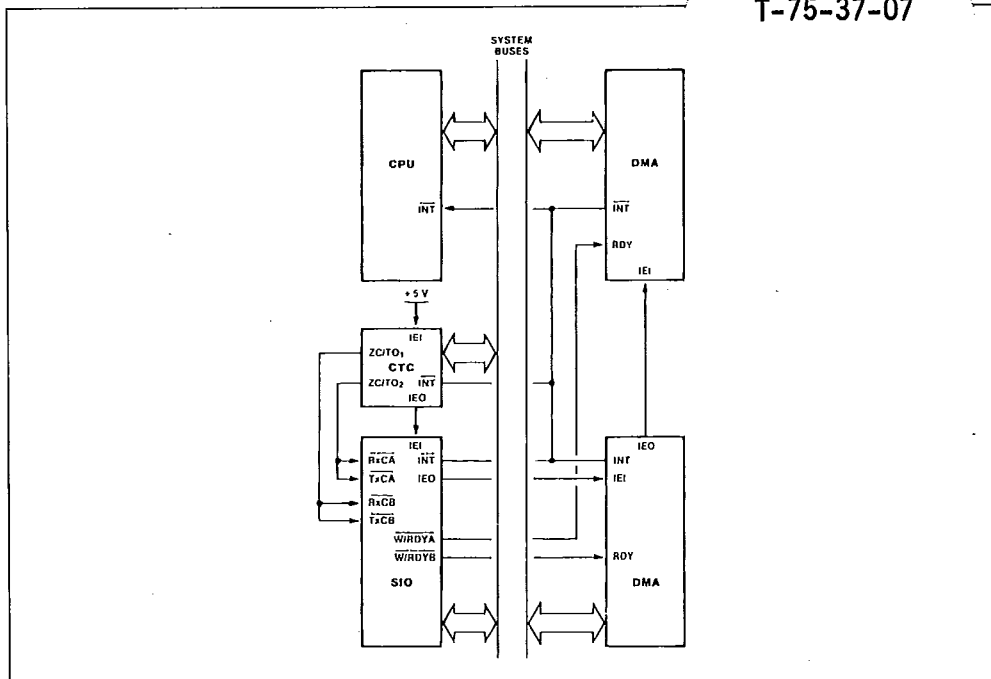 T-75-37-07
SYSTEM
BUSES
CPU
INT
DMA
INT
RDY
IEI
+5 V
IEI
ZC/TO1
CTC
ZC/TO2 INT
IEO
IEI
RxCA INT
TxCA IEO
RxCB
TxCB
W/RDYA
W/RDYB
SIO
IEO
INT
IEI
RDY
DMA